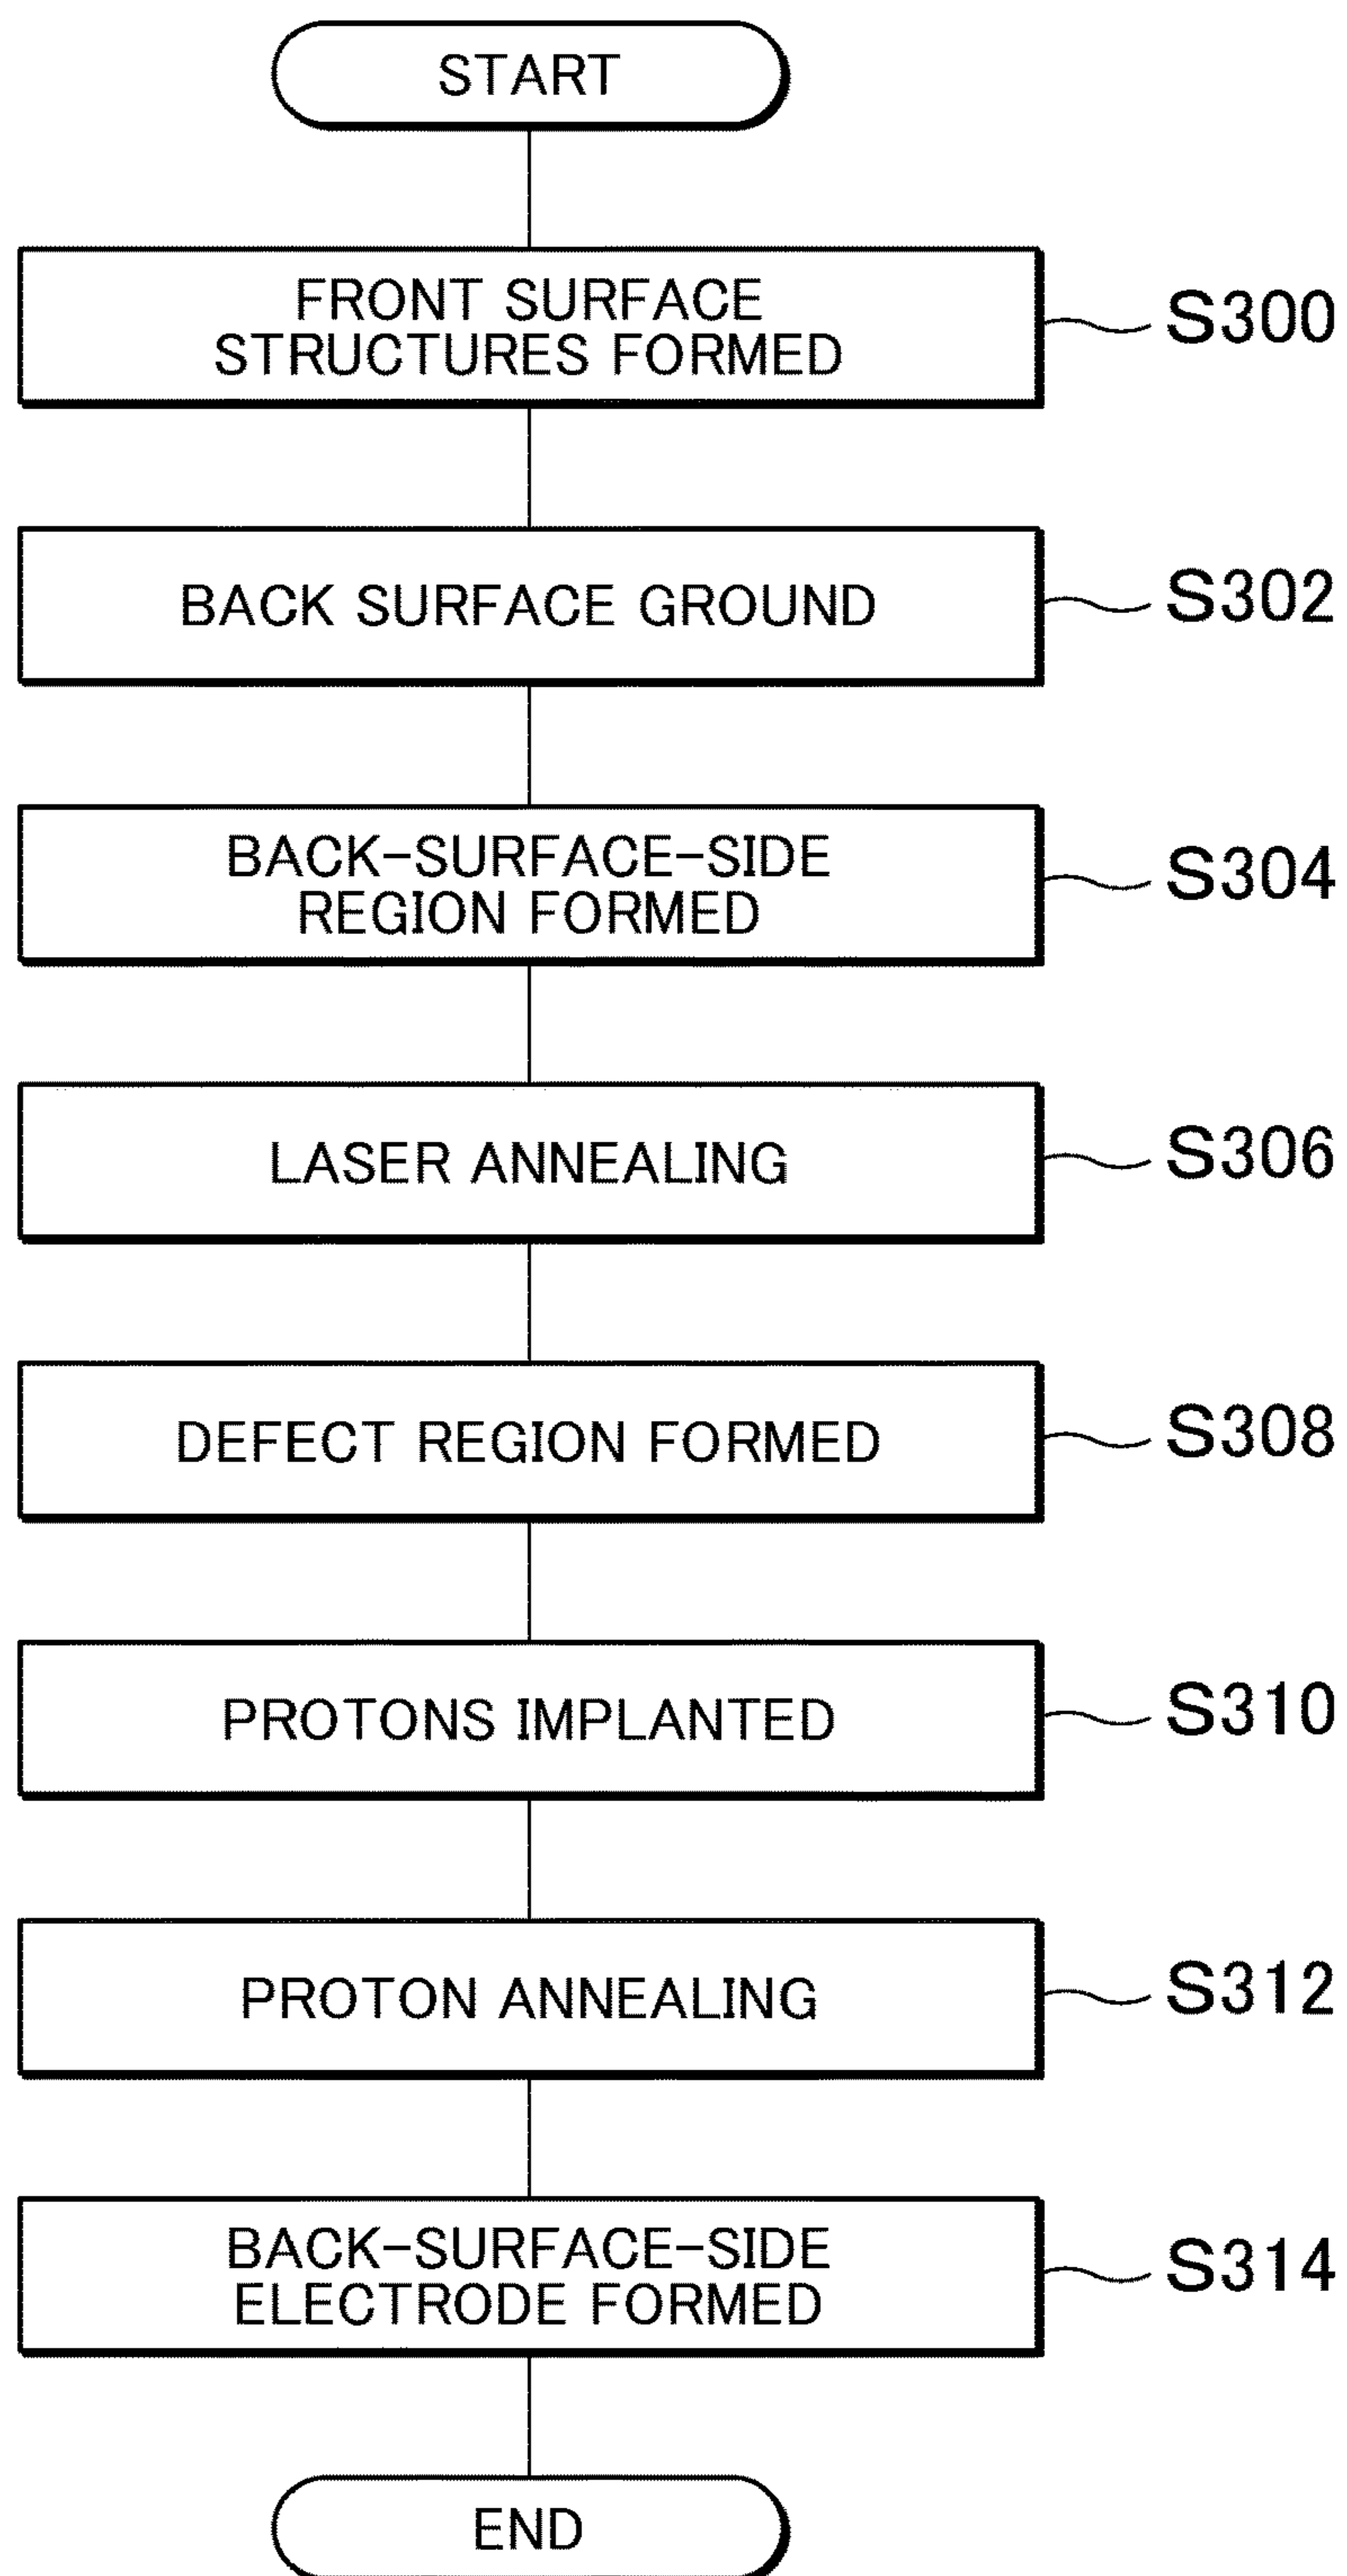 START
FRONT SURFACE
STRUCTURES FORMED
S300
BACK SURFACE GROUND
S302
BACK-SURFACE-SIDE
REGION FORMED
S304
LASER ANNEALING
S306
DEFECT REGION FORMED
S308
PROTONS IMPLANTED
S310
PROTON ANNEALING
S312
BACK-SURFACE-SIDE
ELECTRODE FORMED
S314
END